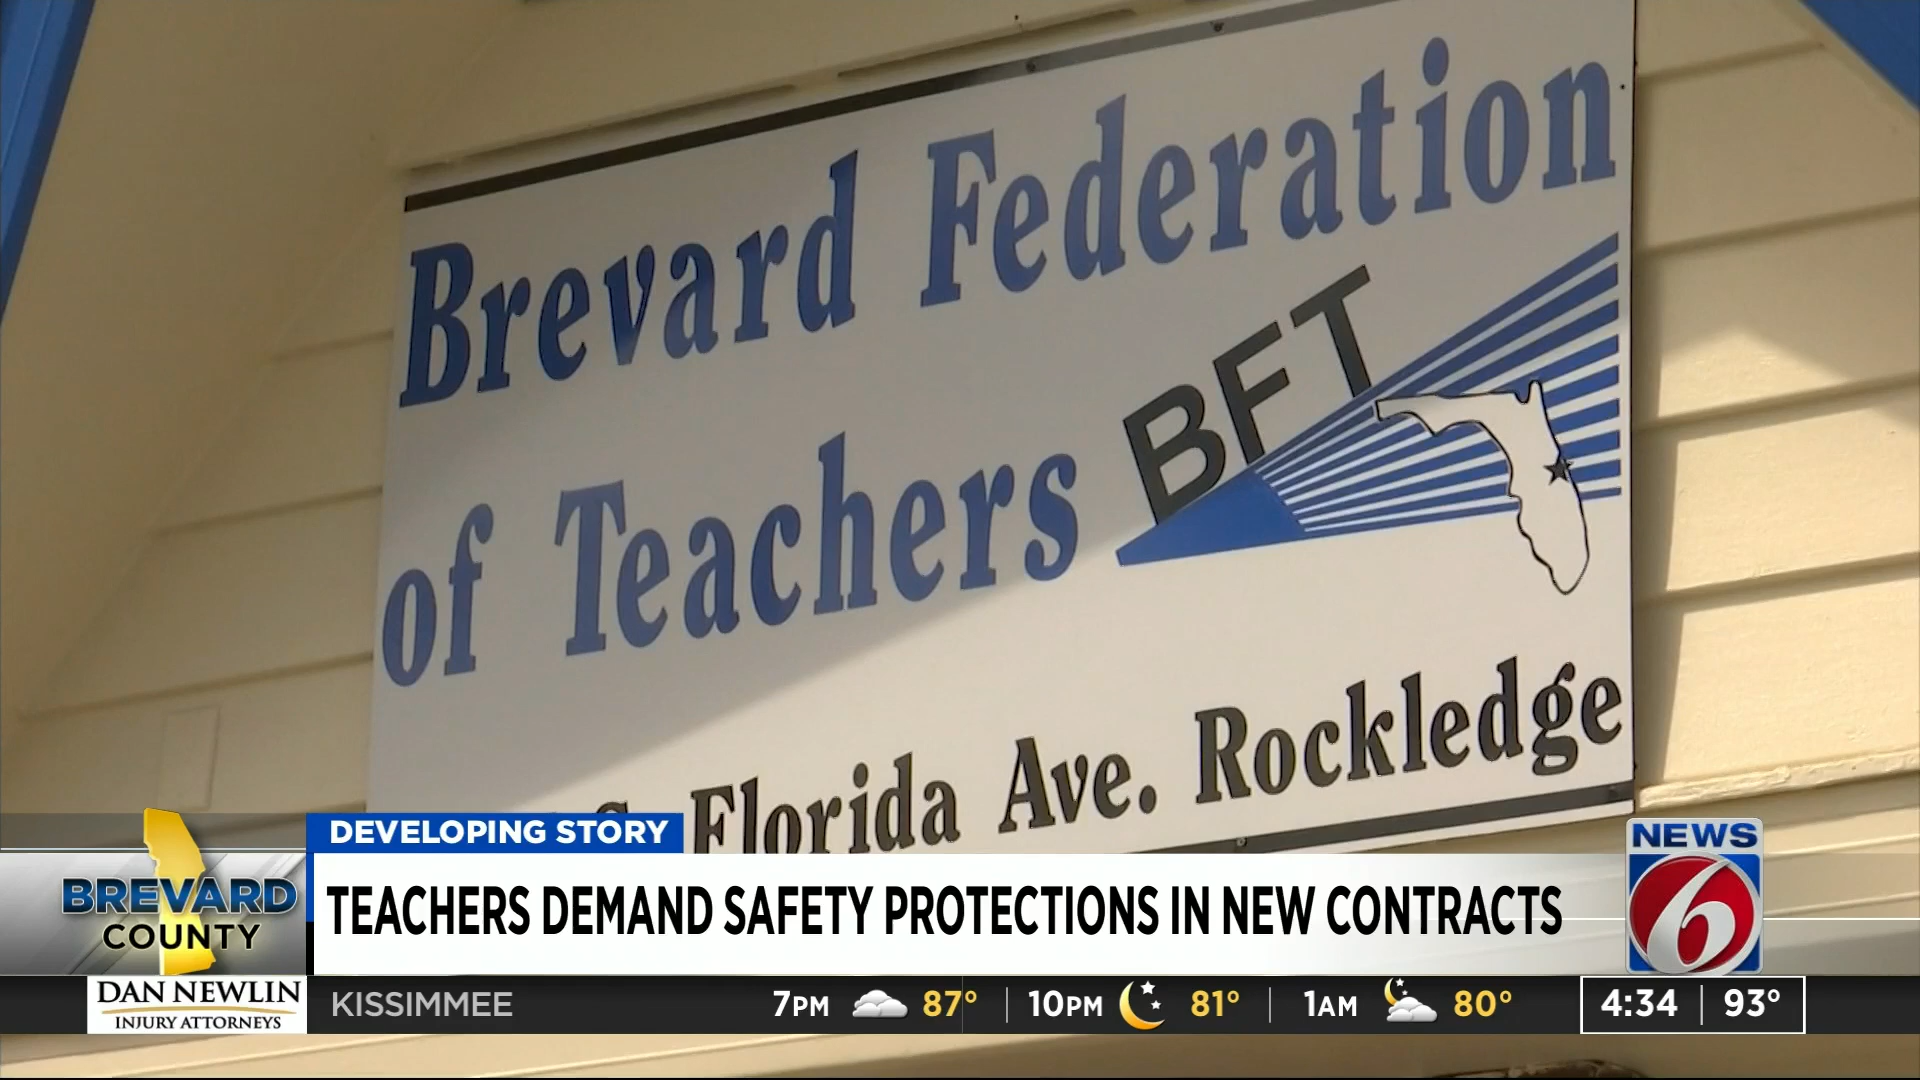 Brevard Federation
of Teachers
BFT
S. Florida Ave. Rockledge
DEVELOPING STORY
BREVARD
COUNTY
TEACHERS DEMAND SAFETY PROTECTIONS IN NEW CONTRACTS
NEWS
6
DAN NEWLIN
INJURY ATTORNEYS
KISSIMMEE
7PM 87° 10PM 81° 1AM 80°
4:34 93°